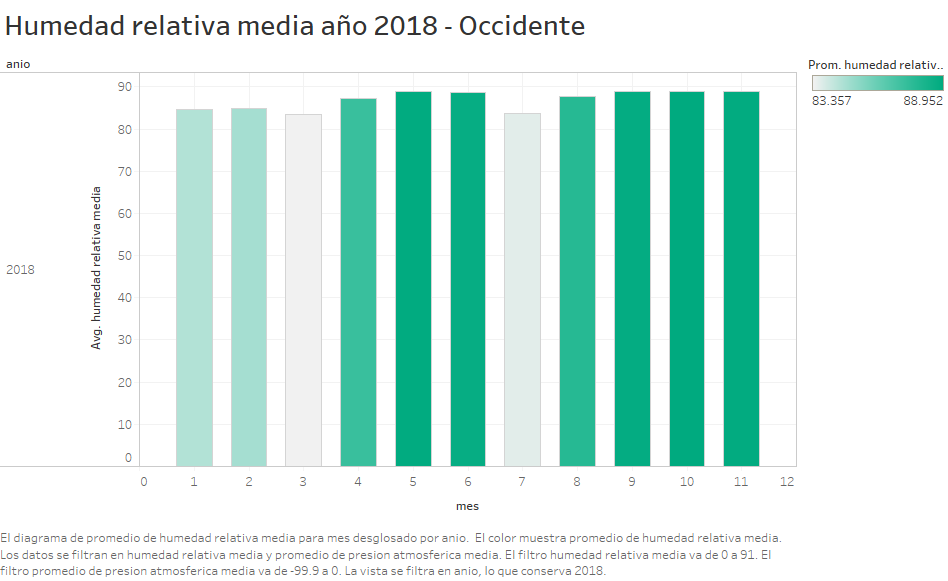 Humedad relativa media año 2018 - Occidente
anio
Prom. humedad relativ..
83.357 88.952
90
80
70
60
50
40
30
20
10
0
Avg. humedad relativa media
2018
0 1 2 3 4 5 6 7 8 9 10 11 12
mes
El diagrama de promedio de humedad relativa media para mes desglosado por anio.  El color muestra promedio de humedad relativa media.
Los datos se filtran en humedad relativa media y promedio de presion atmosferica media. El filtro humedad relativa media va de 0 a 91. El
filtro promedio de presion atmosferica media va de -99.9 a 0. La vista se filtra en anio, lo que conserva 2018.